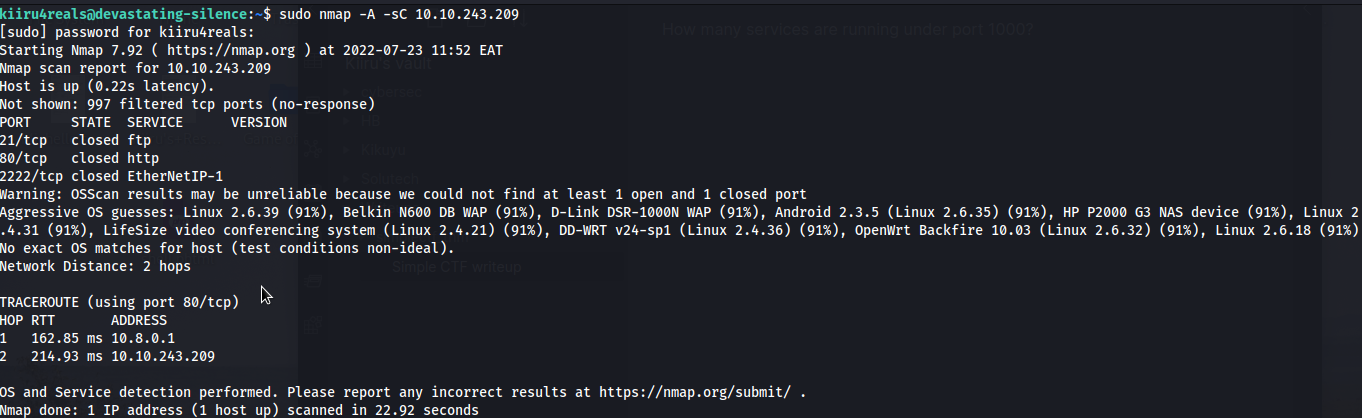 kiiru4reals@devastating-silence:~$ sudo nmap -A -sC 10.10.243.209
[sudo] password for kiiru4reals:
How many services are running under port 1000?
Starting Nmap 7.92 ( https://nmap.org ) at 2022-07-23 11:52 EAT
Nmap scan report for 10.10.243.209
Kiiru's vault
Host is up (0.22s latency).
Not shown: 997 filtered tcp ports (no-response)
PORT     STATE  SERVICE      VERSION
21/tcp   closed ftp
Kikuyu
80/tcp   closed http
2222/tcp closed EtherNetIP-1
Warning: OSScan results may be unreliable because we could not find at least 1 open and 1 closed port
Aggressive OS guesses: Linux 2.6.39 (91%), Belkin N600 DB WAP (91%), D-Link DSR-1000N WAP (91%), Android 2.3.5 (Linux 2.6.35) (91%), HP P2000 G3 NAS device (91%), Linux 2
.4.31 (91%), LifeSize video conferencing system (Linux 2.4.21) (91%), DD-WRT v24-sp1 (Linux 2.4.36) (91%), OpenWrt Backfire 10.03 (Linux 2.6.32) (91%), Linux 2.6.18 (91%)
No exact OS matches for host (test conditions non-ideal).
Network Distance: 2 hops
Simple CTF writeup
TRACEROUTE (using port 80/tcp)
HOP RTT       ADDRESS
1   162.85 ms 10.8.0.1
2   214.93 ms 10.10.243.209
OS and Service detection performed. Please report any incorrect results at https://nmap.org/submit/ .
Nmap done: 1 IP address (1 host up) scanned in 22.92 seconds